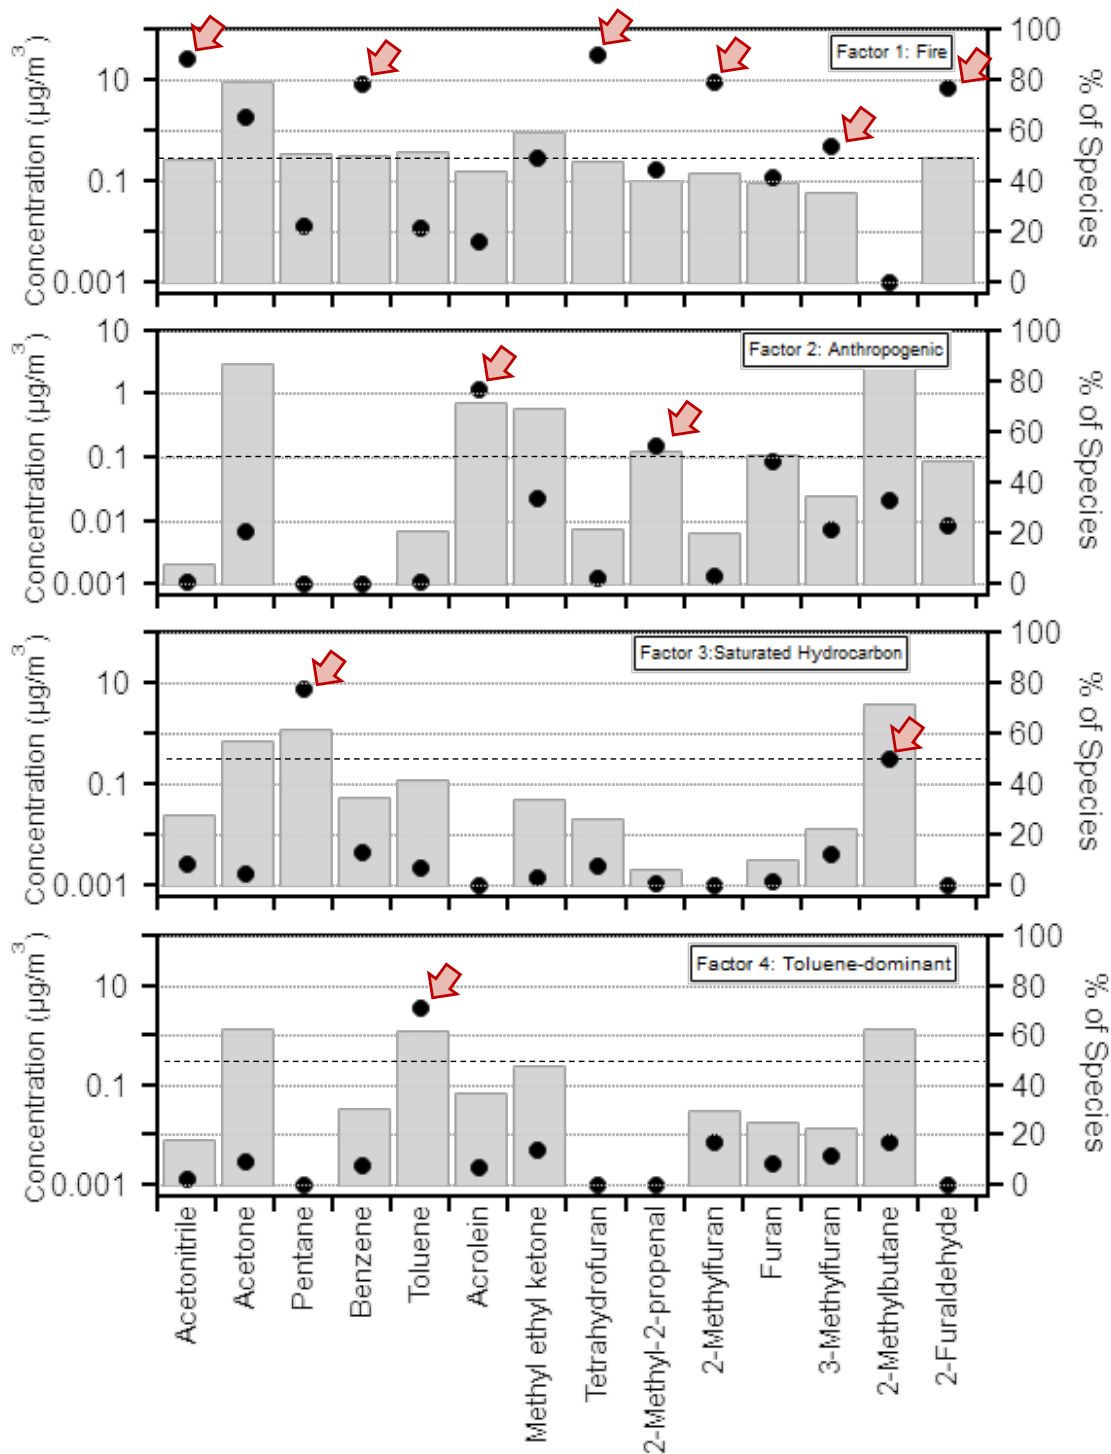 Concentration (µg/m³)
10
0.1
0.001
Factor 1: Fire
100
80
60
40
20
0
% of Species
Concentration (µg/m³)
10
1
0.1
0.01
0.001
Factor 2: Anthropogenic
100
80
60
40
20
0
% of Species
Concentration (µg/m³)
10
0.1
0.001
Factor 3:Saturated Hydrocarbon
100
80
60
40
20
0
% of Species
Concentration (µg/m³)
10
0.1
0.001
Factor 4: Toluene-dominant
100
80
60
40
20
0
% of Species
Acetonitrile
Acetone
Pentane
Benzene
Toluene
Acrolein
Methyl ethyl ketone
Tetrahydrofuran
2-Methyl-2-propenal
2-Methylfuran
Furan
3-Methylfuran
2-Methylbutane
2-Furaldehyde